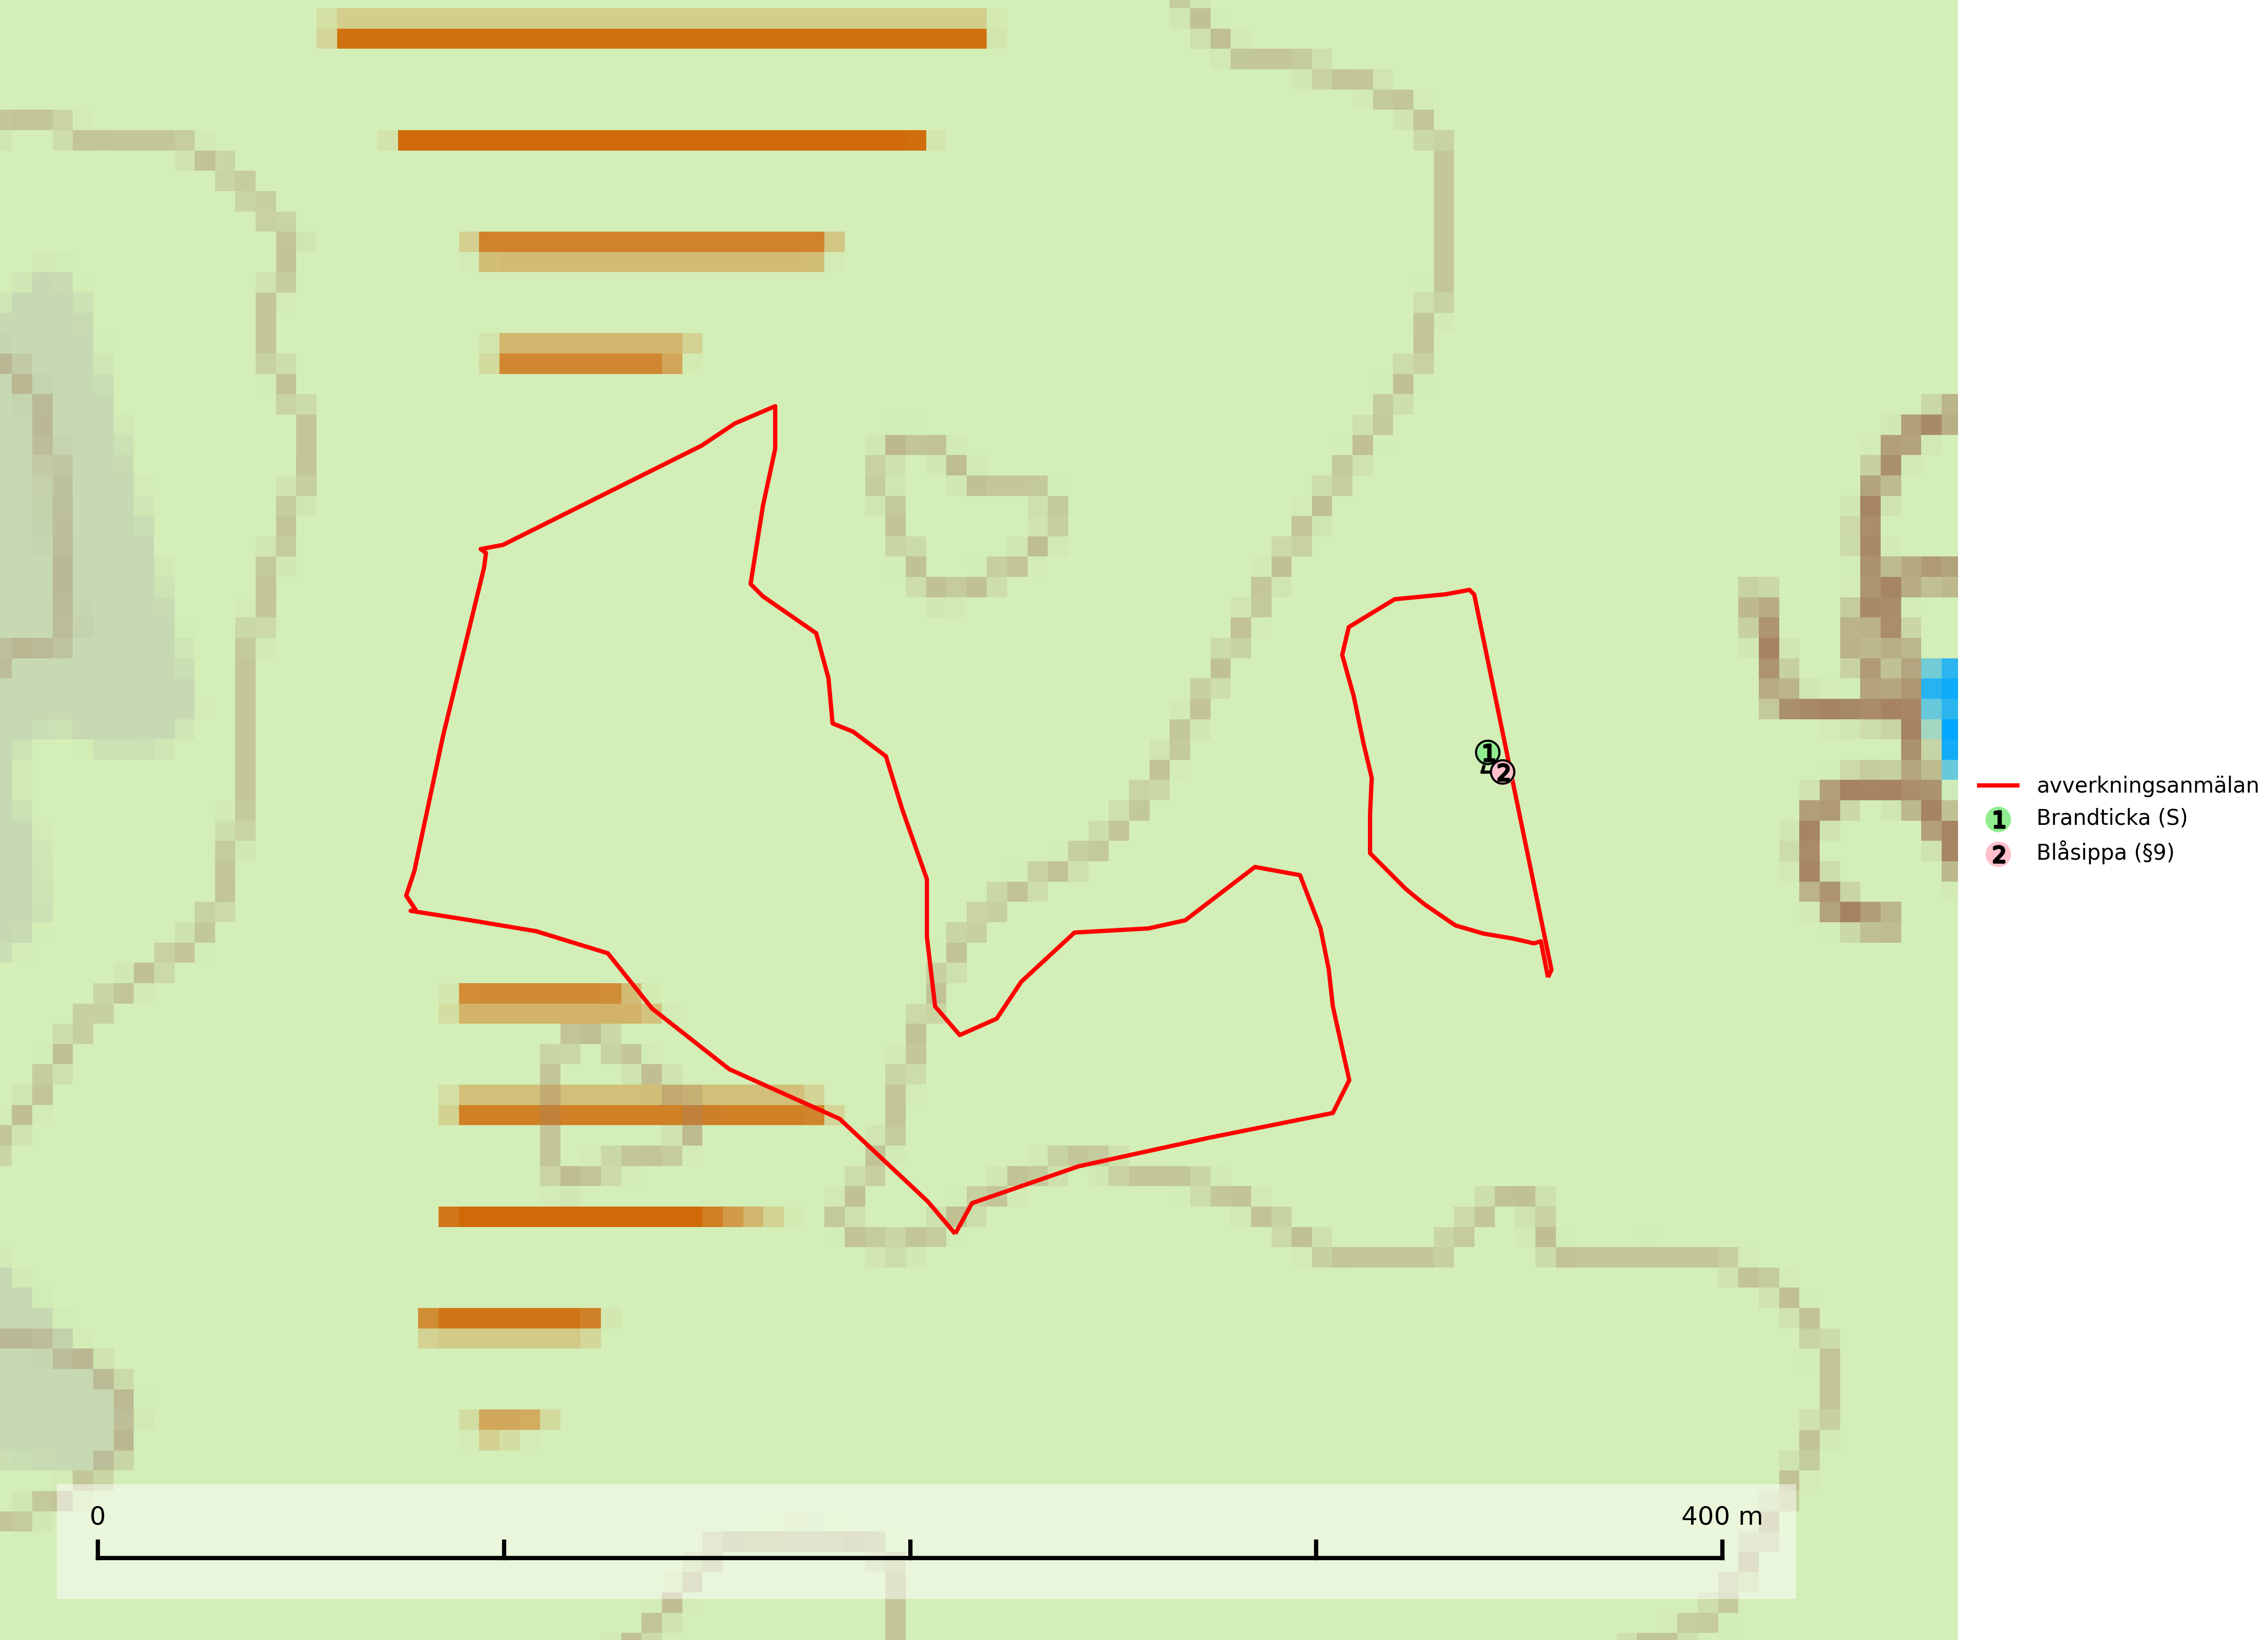 1
2
avverkningsanmälan
1 Brandticka (S)
2 Blåsippa (§9)
0 400 m